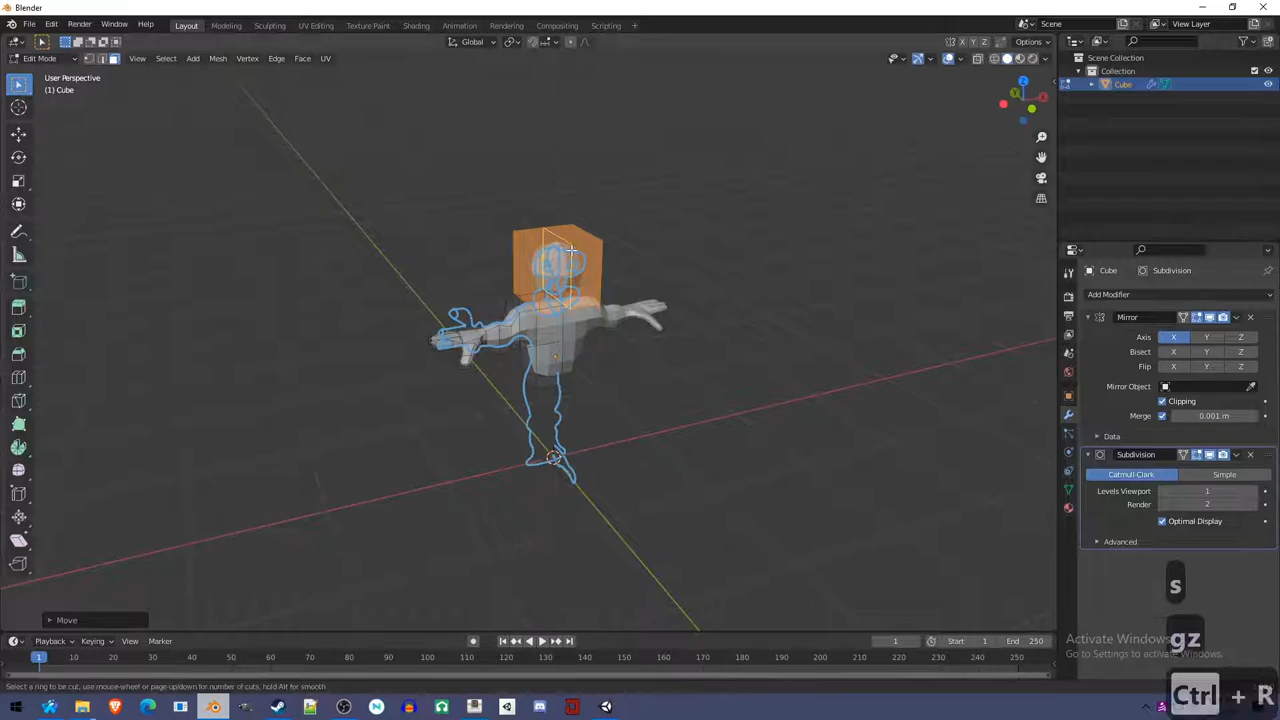 Blender
File Edit Render Window Help Layout Modeling Sculpting UV Editing Texture Paint Shading Animation Rendering Compositing Scripting + Scene View Layer
Global X Y Z Options
Edit Mode View Select Add Mesh Vertex Edge Face UV
User Perspective
(1) Cube
Scene Collection
Collection
Cube
Z
X
Y
Cube Subdivision
Add Modifier
Mirror
Axis X Y Z
Bisect X Y Z
Flip X Y Z
Mirror Object
Clipping
Merge 0.001 m
Data
Subdivision
Catmull-Clark Simple
Levels Viewport 1
Render 2
Optimal Display
Advanced
s
gz
Ctrl + R
Activate Windows
Go to Settings to activate Windows.
Move
Playback Keying View Marker 1 Start 1 End 250
1 10 20 30 40 50 60 70 80 90 100 110 120 130 140 150 160 170 180 190 200 210 220 230 240 250
Select a ring to be cut, use mouse-wheel or page-up/down for number of cuts, hold Alt for smooth